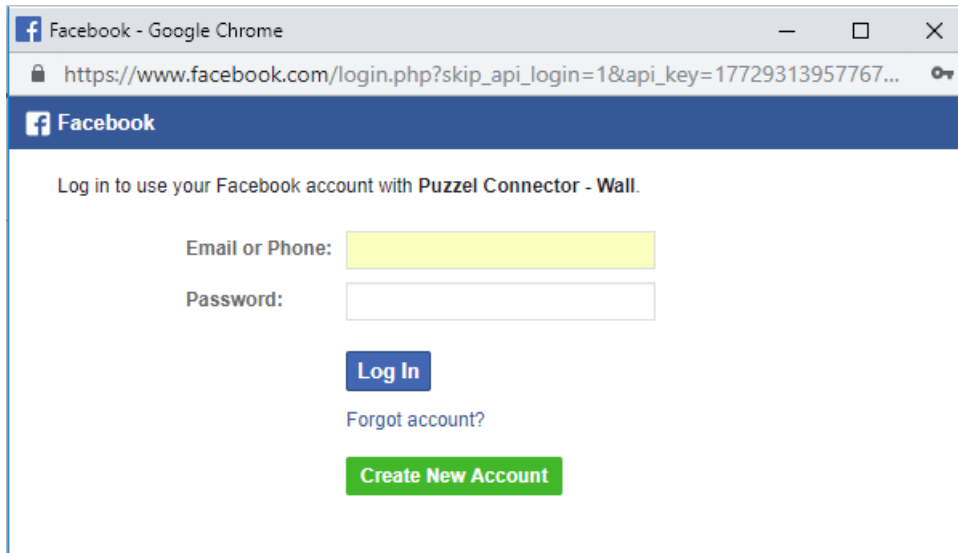 Facebook - Google Chrome
https://www.facebook.com/login.php?skip_api_login=1&api_key=17729313957767...
Facebook
Log in to use your Facebook account with Puzzel Connector - Wall.
Email or Phone:
Password:
Log In
Forgot account?
Create New Account